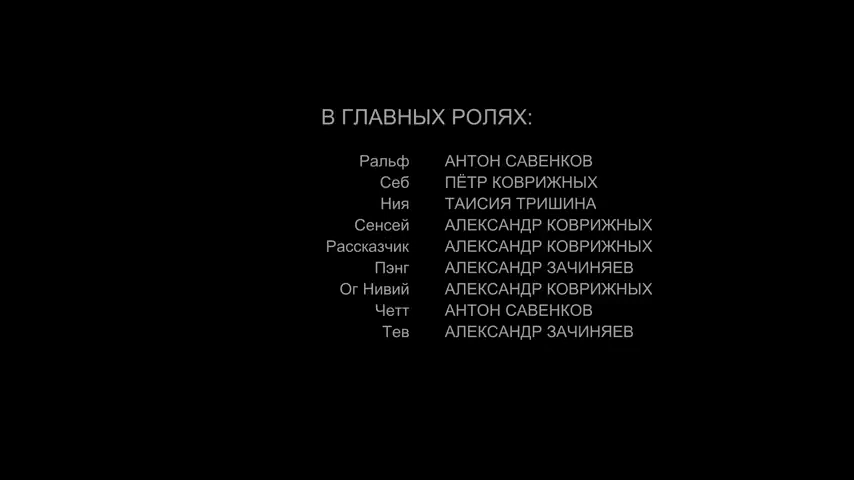 В ГЛАВНЫХ РОЛЯХ:
Ральф АНТОН САВЕНКОВ
Себ ПЁТР КОВРИЖНЫХ
Ния ТАИСИЯ ТРИШИНА
Сенсей АЛЕКСАНДР КОВРИЖНЫХ
Рассказчик АЛЕКСАНДР КОВРИЖНЫХ
Пэнг АЛЕКСАНДР ЗАЧИНЯЕВ
Ог Нивий АЛЕКСАНДР КОВРИЖНЫХ
Четт АНТОН САВЕНКОВ
Тев АЛЕКСАНДР ЗАЧИНЯЕВ